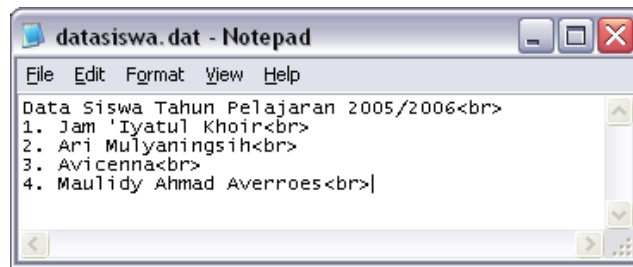 datasiswa.dat - Notepad
File Edit Format View Help
Data Siswa Tahun Pelajaran 2005/2006<br>
1. Jam 'Iyatul Khoir<br>
2. Ari Mulyaningsih<br>
3. Avicenna<br>
4. Maulidy Ahmad Averroes<br>